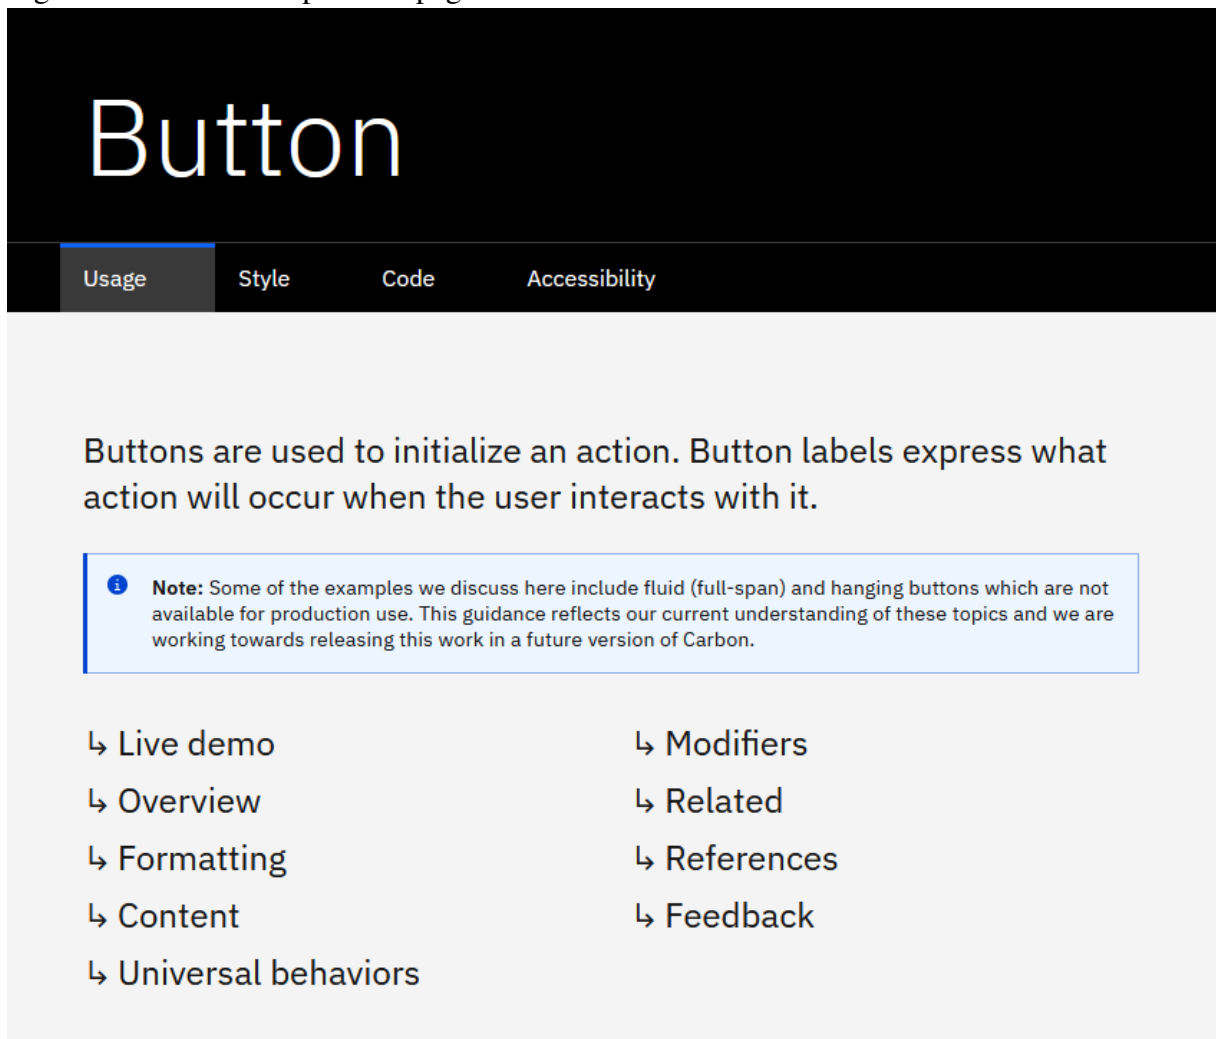 Button
Usage Style Code Accessibility
Buttons are used to initialize an action. Button labels express what
action will occur when the user interacts with it.
Note: Some of the examples we discuss here include fluid (full-span) and hanging buttons which are not
available for production use. This guidance reflects our current understanding of these topics and we are
working towards releasing this work in a future version of Carbon.
↳ Live demo
↳ Overview
↳ Formatting
↳ Content
↳ Universal behaviors
↳ Modifiers
↳ Related
↳ References
↳ Feedback